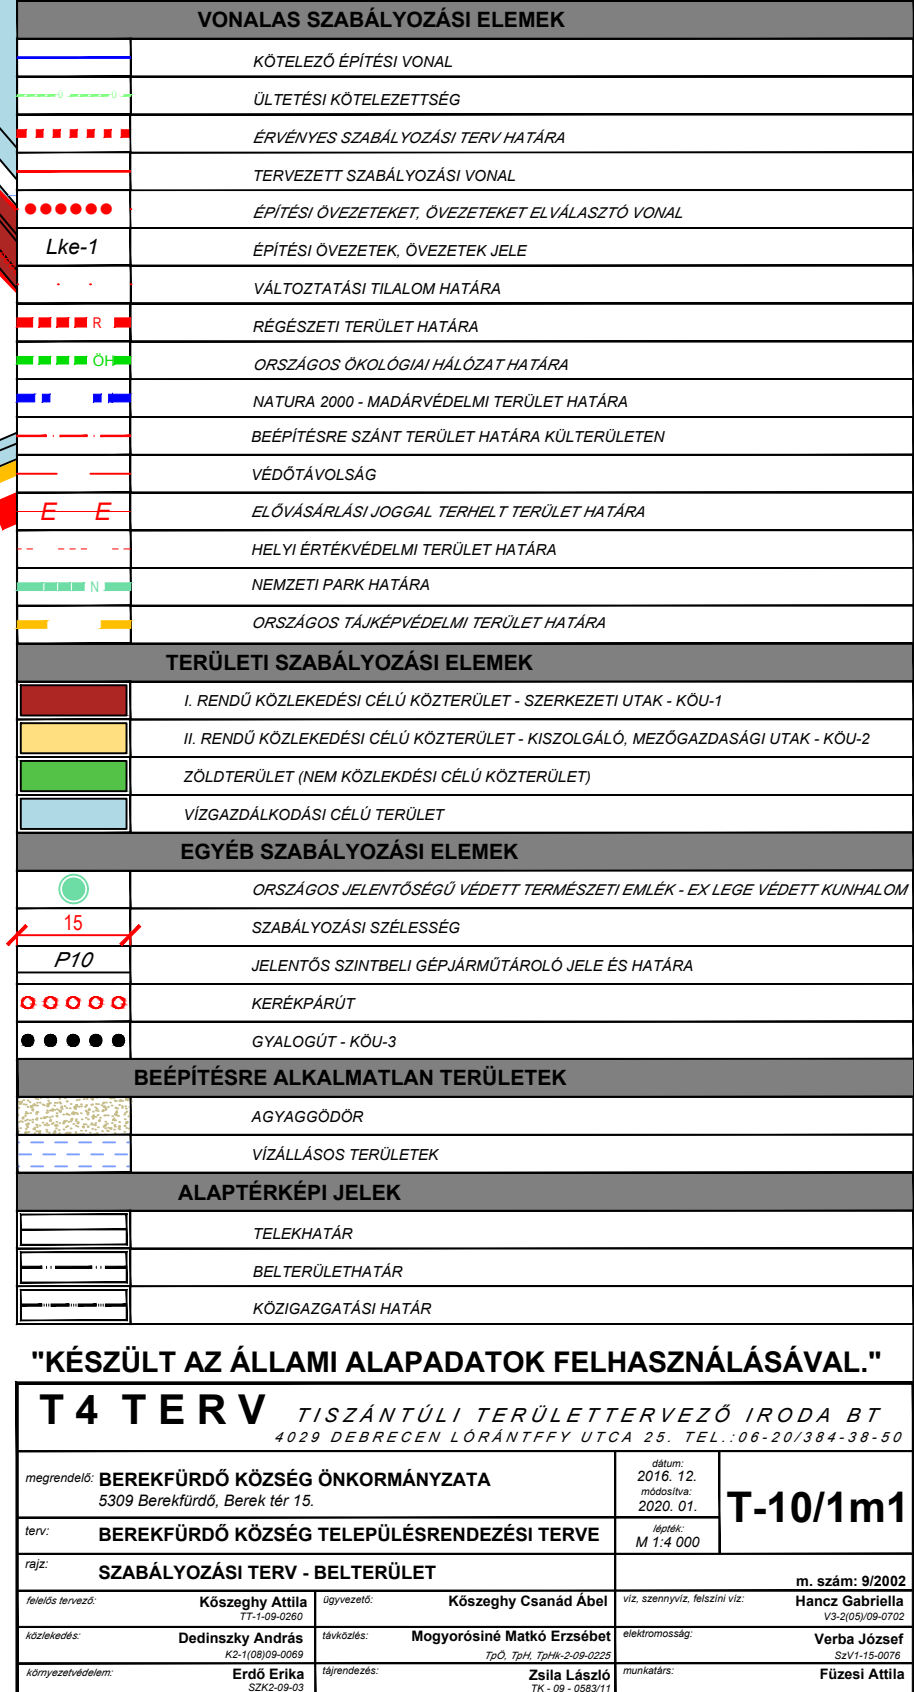 VONALAS SZABÁLYOZÁSI ELEMEK
KÖTELEZŐ ÉPÍTÉSI VONAL
ÜLTETÉSI KÖTELEZETTSÉG
ÉRVÉNYES SZABÁLYOZÁSI TERV HATÁRA
TERVEZETT SZABÁLYOZÁSI VONAL
ÉPÍTÉSI ÖVEZETEKET, ÖVEZETEKET ELVÁLASZTÓ VONAL
Lke-1 ÉPÍTÉSI ÖVEZETEK, ÖVEZETEK JELE
VÁLTOZTATÁSI TILALOM HATÁRA
R RÉGÉSZETI TERÜLET HATÁRA
ÖH ORSZÁGOS ÖKOLÓGIAI HÁLÓZAT HATÁRA
NATURA 2000 - MADÁRVÉDELMI TERÜLET HATÁRA
BEÉPÍTÉSRE SZÁNT TERÜLET HATÁRA KÜLTERÜLETEN
VÉDŐTÁVOLSÁG
E E ELŐVÁSÁRLÁSI JOGGAL TERHELT TERÜLET HATÁRA
HELYI ÉRTÉKVÉDELMI TERÜLET HATÁRA
N NEMZETI PARK HATÁRA
ORSZÁGOS TÁJKÉPVÉDELMI TERÜLET HATÁRA
TERÜLETI SZABÁLYOZÁSI ELEMEK
I. RENDŰ KÖZLEKEDÉSI CÉLÚ KÖZTERÜLET - SZERKEZETI UTAK - KÖU-1
II. RENDŰ KÖZLEKEDÉSI CÉLÚ KÖZTERÜLET - KISZOLGÁLÓ, MEZŐGAZDASÁGI UTAK - KÖU-2
ZÖLDTERÜLET (NEM KÖZLEKDÉSI CÉLÚ KÖZTERÜLET)
VÍZGAZDÁLKODÁSI CÉLÚ TERÜLET
EGYÉB SZABÁLYOZÁSI ELEMEK
ORSZÁGOS JELENTŐSÉGŰ VÉDETT TERMÉSZETI EMLÉK - EX LEGE VÉDETT KUNHALOM
15 SZABÁLYOZÁSI SZÉLESSÉG
P10 JELENTŐS SZINTBELI GÉPJÁRMŰTÁROLÓ JELE ÉS HATÁRA
KERÉKPÁRÚT
GYALOGÚT - KÖU-3
BEÉPÍTÉSRE ALKALMATLAN TERÜLETEK
AGYAGGÖDÖR
VÍZÁLLÁSOS TERÜLETEK
ALAPTÉRKÉPI JELEK
TELEKHATÁR
BELTERÜLETHATÁR
KÖZIGAZGATÁSI HATÁR
"KÉSZÜLT AZ ÁLLAMI ALAPADATOK FELHASZNÁLÁSÁVAL."
T4 TERV TISZÁNTÚLI TERÜLETTERVEZŐ IRODA BT
4029 DEBRECEN LÓRÁNTFFY UTCA 25. TEL.:06-20/384-38-50
megrendelő: BEREKFÜRDŐ KÖZSÉG ÖNKORMÁNYZATA
5309 Berekfürdő, Berek tér 15.
dátum:
2016. 12.
módosítva:
2020. 01.
T-10/1m1
terv: BEREKFÜRDŐ KÖZSÉG TELEPÜLÉSRENDEZÉSI TERVE
lépték:
M 1:4 000
rajz: SZABÁLYOZÁSI TERV - BELTERÜLET
m. szám: 9/2002
felelős tervező: Kőszeghy Attila
TT-1-09-0260
ügyvezető: Kőszeghy Csanád Ábel
víz, szennyvíz, felszíni víz: Hancz Gabriella
V3-2(05)/09-0702
közlekedés: Dedinszky András
K2-1(08)09-0069
távközlés: Mogyorósiné Matkó Erzsébet
TpÖ, TpH, TpHk-2-09-0225
elektromosság: Verba József
SzV1-15-0076
környezetvédelem: Erdő Erika
SZK2-09-03
tájrendezés: Zsila László
TK - 09 - 0583/11
munkatárs: Füzesi Attila